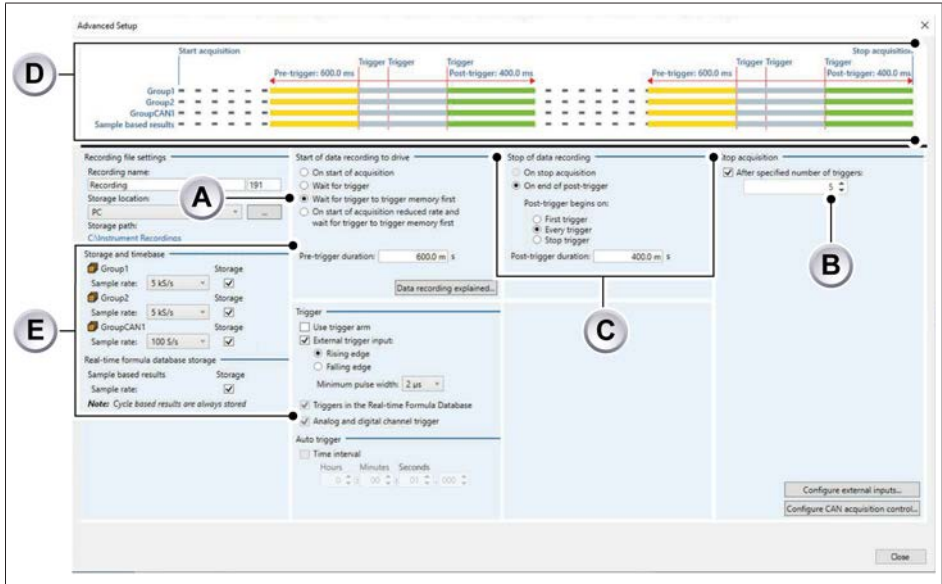 Advanced Setup
Start acquisition
Stop acquisition
Trigger Trigger Trigger
Trigger Trigger Trigger
Pre-trigger: 600.0 ms
Post-trigger: 400.0 ms
Pre-trigger: 600.0 ms
Post-trigger: 400.0 ms
D
Group1
Group2
GroupCAN1
Sample based results
Recording file settings
Recording name:
Recording 191
Storage location:
PC ...
Storage path:
C:\Instrument Recordings
A
Storage and timebase
Group1 Storage
Sample rate: 5 kS/s
Group2 Storage
Sample rate: 5 kS/s
GroupCAN1 Storage
Sample rate: 100 S/s
E
Real-time formula database storage
Sample based results Storage
Sample rate:
Note: Cycle based results are always stored
Start of data recording to drive
On start of acquisition
Wait for trigger
Wait for trigger to trigger memory first
On start of acquisition reduced rate and
wait for trigger to trigger memory first
Pre-trigger duration: 600.0 m s
Data recording explained...
Trigger
Use trigger arm
External trigger input:
Rising edge
Falling edge
Minimum pulse width: 2 µs
Triggers in the Real-time Formula Database
Analog and digital channel trigger
Auto trigger
Time interval
Hours Minutes Seconds
0 : 00 : 01 . 000
Stop of data recording
On stop acquisition
On end of post-trigger
Post-trigger begins on:
First trigger
Every trigger
Stop trigger
Post-trigger duration: 400.0 m s
C
Stop acquisition
After specified number of triggers:
5
B
Configure external inputs...
Configure CAN acquisition control...
Close